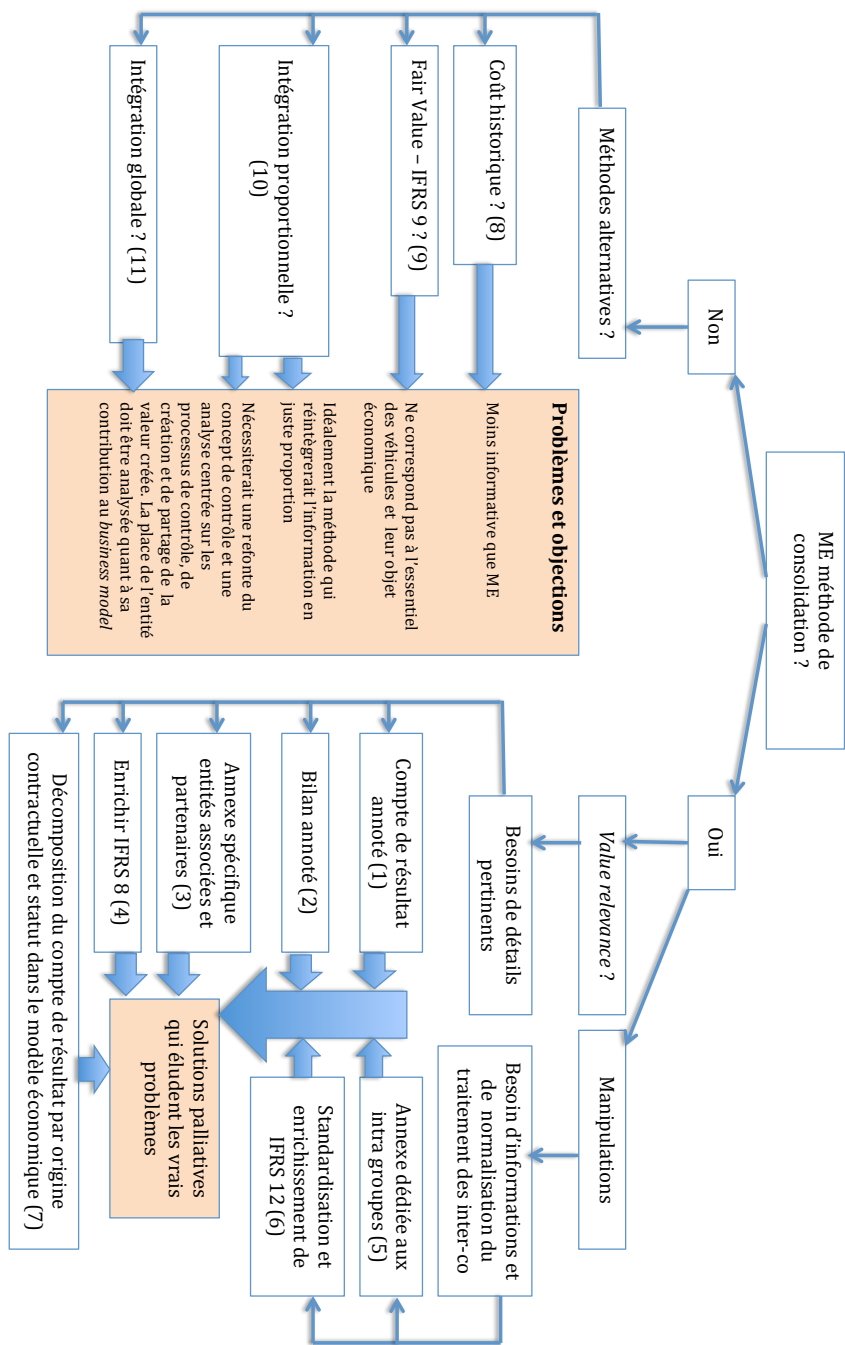 ME méthode de
consolidation ?
Non
Oui
Méthodes alternatives ?
Coût historique ? (8)
Fair Value – IFRS 9 ? (9)
Intégration proportionnelle ?
(10)
Intégration globale ? (11)
Problèmes et objections
Moins informative que ME
Ne correspond pas à l'essentiel
des véhicules et leur objet
économique
Idéalement la méthode qui
réintègrerait l'information en
juste proportion
Nécessiterait une refonte du
concept de contrôle et une
analyse centrée sur les
processus de contrôle, de
création et de partage de la
valeur créée. La place de l'entité
doit être analysée quant à sa
contribution au business model
Value relevance ?
Manipulations
Besoins de détails
pertinents
Besoin d'informations et
de normalisation du
traitement des inter-co
Compte de résultat
annoté (1)
Bilan annoté (2)
Annexe spécifique
entités associées et
partenaires (3)
Enrichir IFRS 8 (4)
Annexe dédiée aux
intra groupes (5)
Standardisation et
enrichissement de
IFRS 12 (6)
Solutions palliatives
qui éludent les vrais
problèmes
Décomposition du compte de résultat par origine
contractuelle et statut dans le modèle économique (7)